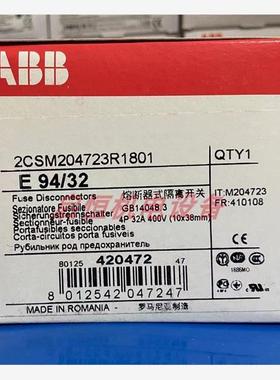 ABB
2CSM204723R1801
QTY1
E 94/32
Fuse Disconnectors
熔断器式隔离开关
IT:M204723
Sezionatore Fusibile
GB14048.3
FR:410108
Sicherungstrennschalter
4P 32A 400V (10x38mm)
Sectionneur-fusible
Portafusibles seccionables
Corta-circuitos porta fusiveis
Рубильник род предохранитель
80125
420472
47
8 012542 047247
MADE IN ROMANIA
罗马尼亚制造